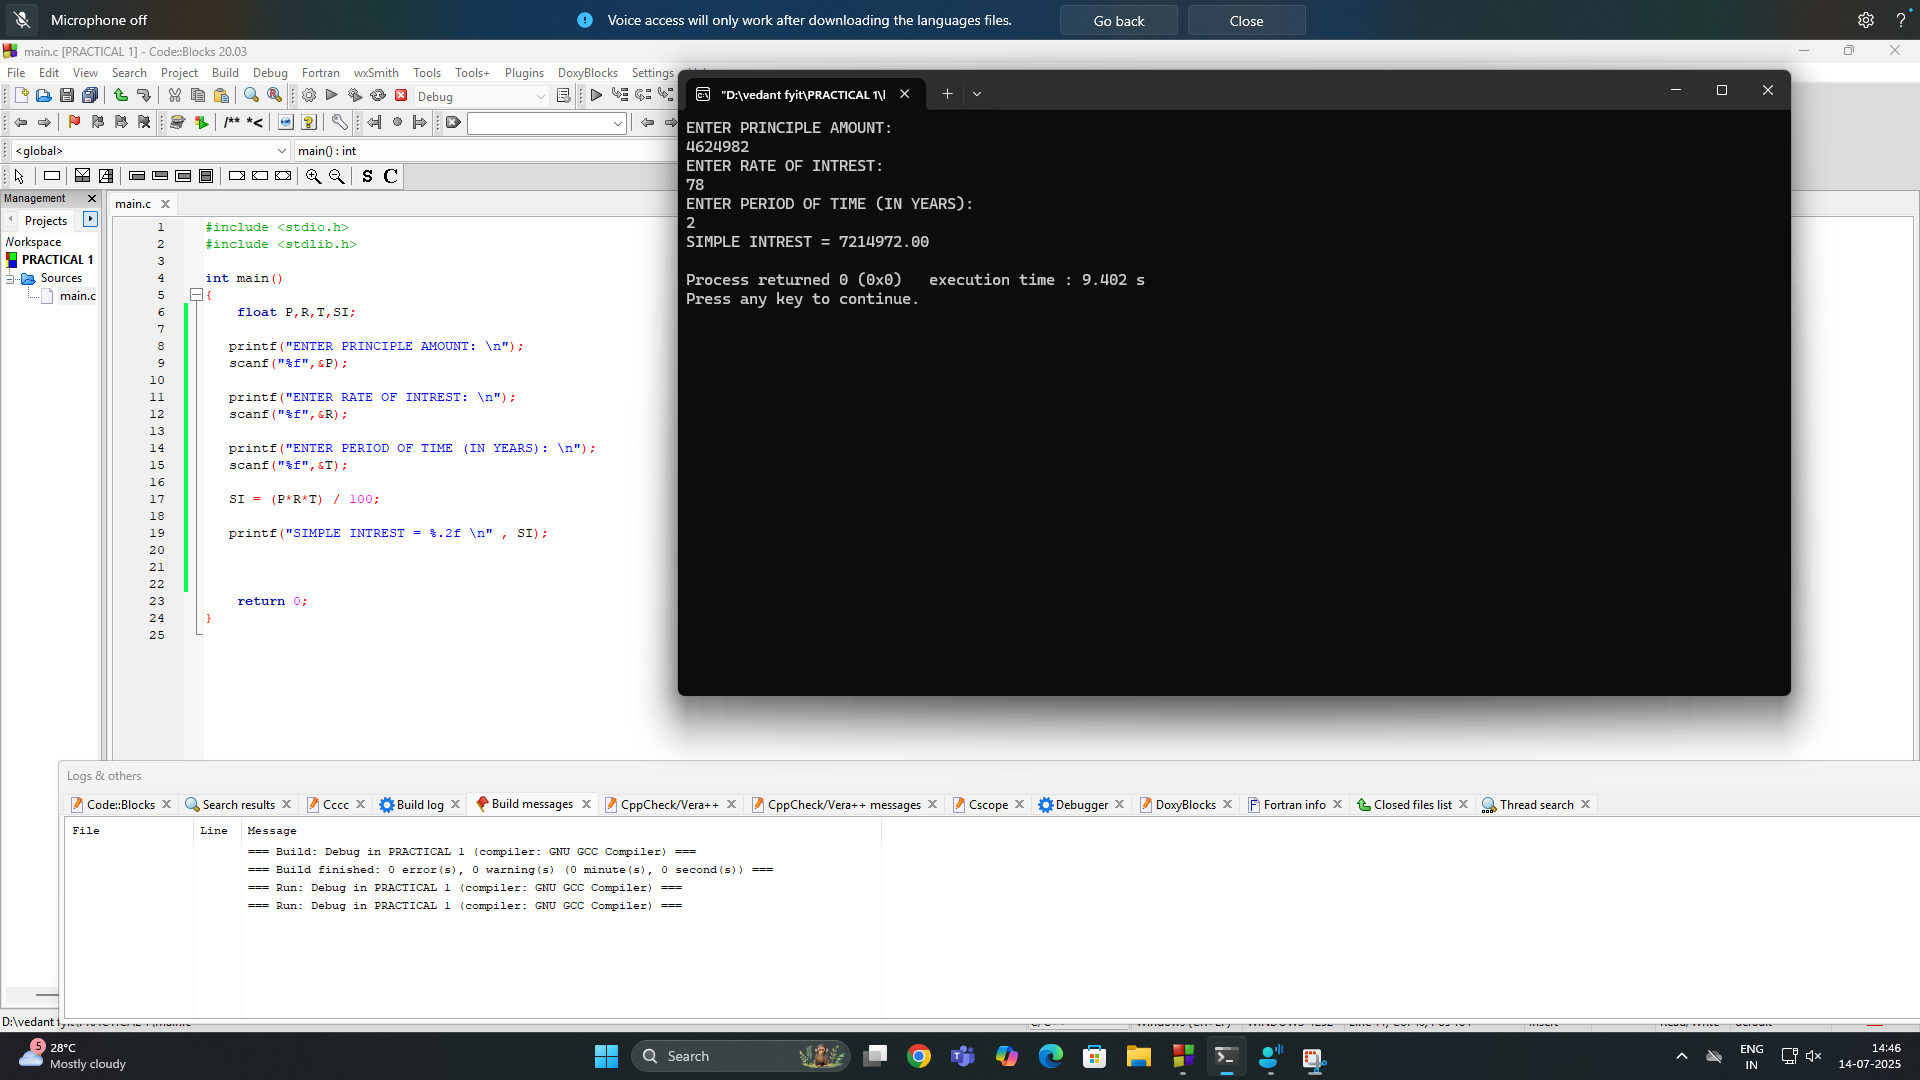 Microphone off
Voice access will only work after downloading the languages files.
Go back
Close
main.c [PRACTICAL 1] - Code::Blocks 20.03
File Edit View Search Project Build Debug Fortran wxSmith Tools Tools+ Plugins DoxyBlocks Settings
Debug
<global>
main() : int
S C
Management
Projects
Workspace
PRACTICAL 1
Sources
main.c
main.c
1 #include <stdio.h>
2 #include <stdlib.h>
3
4 int main()
5 {
6 float P,R,T,SI;
7
8 printf("ENTER PRINCIPLE AMOUNT: \n");
9 scanf("%f",&P);
10
11 printf("ENTER RATE OF INTREST: \n");
12 scanf("%f",&R);
13
14 printf("ENTER PERIOD OF TIME (IN YEARS): \n");
15 scanf("%f",&T);
16
17 SI = (P*R*T) / 100;
18
19 printf("SIMPLE INTREST = %.2f \n" , SI);
20
21
22
23 return 0;
24 }
25
"D:\vedant fyit\PRACTICAL 1\l
ENTER PRINCIPLE AMOUNT:
4624982
ENTER RATE OF INTREST:
78
ENTER PERIOD OF TIME (IN YEARS):
2
SIMPLE INTREST = 7214972.00
Process returned 0 (0x0) execution time : 9.402 s
Press any key to continue.
Logs & others
Code::Blocks Search results Cccc Build log Build messages CppCheck/Vera++ CppCheck/Vera++ messages Cscope Debugger DoxyBlocks Fortran info Closed files list Thread search
File Line Message
=== Build: Debug in PRACTICAL 1 (compiler: GNU GCC Compiler) ===
=== Build finished: 0 error(s), 0 warning(s) (0 minute(s), 0 second(s)) ===
=== Run: Debug in PRACTICAL 1 (compiler: GNU GCC Compiler) ===
=== Run: Debug in PRACTICAL 1 (compiler: GNU GCC Compiler) ===
5
28°C
Mostly cloudy
Search
ENG
IN
14:46
14-07-2025